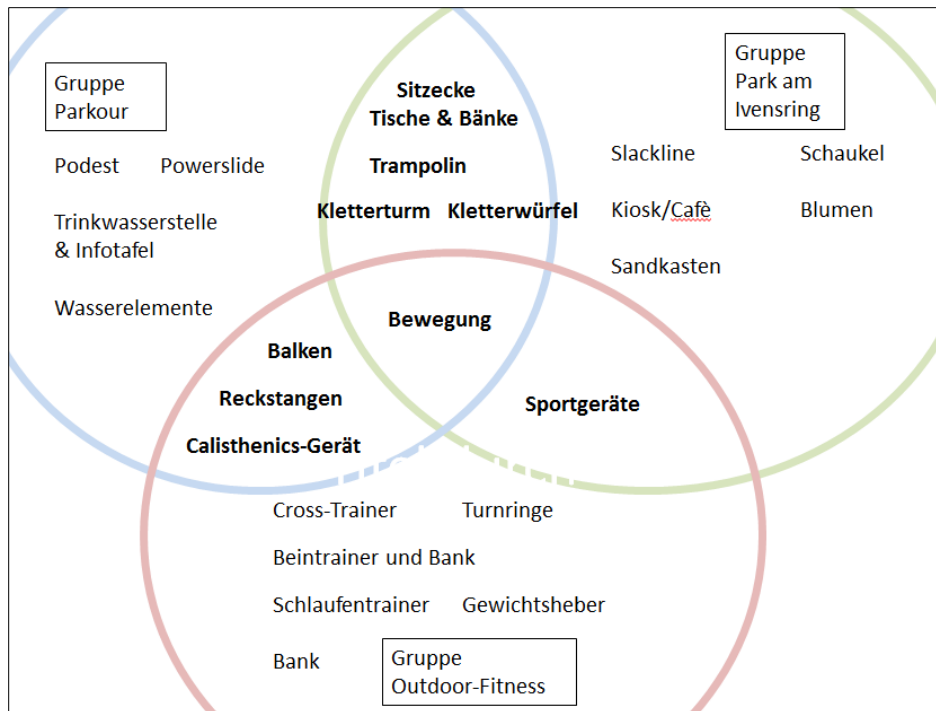 Gruppe
Parkour
Sitzecke
Tische & Bänke
Gruppe
Park am
Ivensring
Podest Powerslide
Trampolin
Slackline Schaukel
Trinkwasserstelle
& Infotafel
Kletterturm Kletterwürfel
Kiosk/Cafè Blumen
Sandkasten
Wasserelemente
Bewegung
Balken
Reckstangen
Sportgeräte
Calisthenics-Gerät
Cross-Trainer Turnringe
Beintrainer und Bank
Schlaufentrainer Gewichtsheber
Bank
Gruppe
Outdoor-Fitness